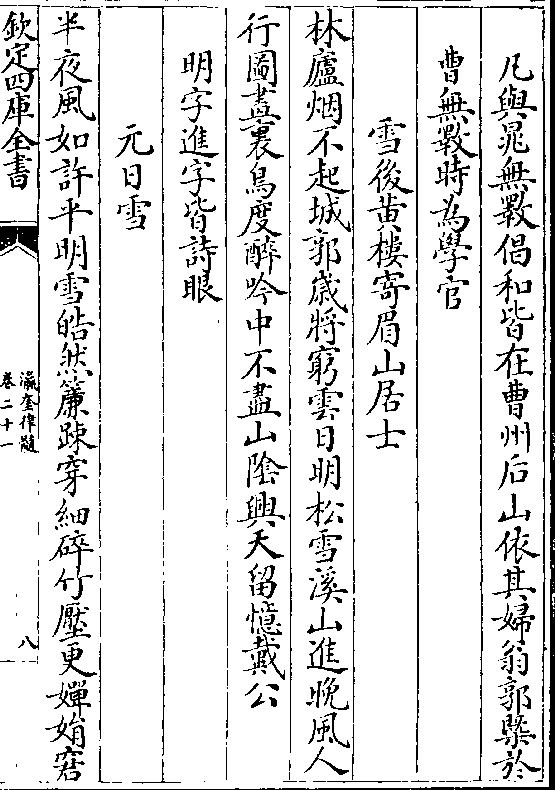 凡與晁無斁倡和皆在曹州后山依其婦翁郭槩於
曹無斁時為學官
雪後黄樓寄眉山居士
林廬烟不起城郭歲將窮雲日明松雪溪山進晚風人
行圖畫裏鳥度醉吟中不盡山隂興天留憶戴公
明字進字皆詩眼
元日雪
半夜風如許平明雪皓然簾踈穿細碎竹壓更嬋娟窘
欽定四庫全書
瀛奎律髓
卷二十一
八